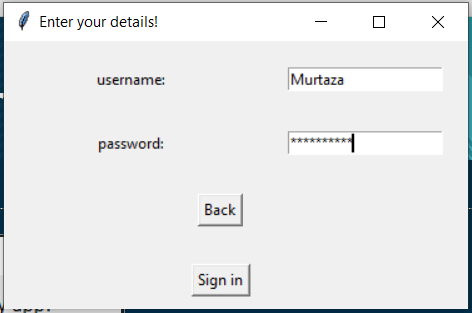 Enter your details!
username: Murtaza
password: **********
Back
Sign in